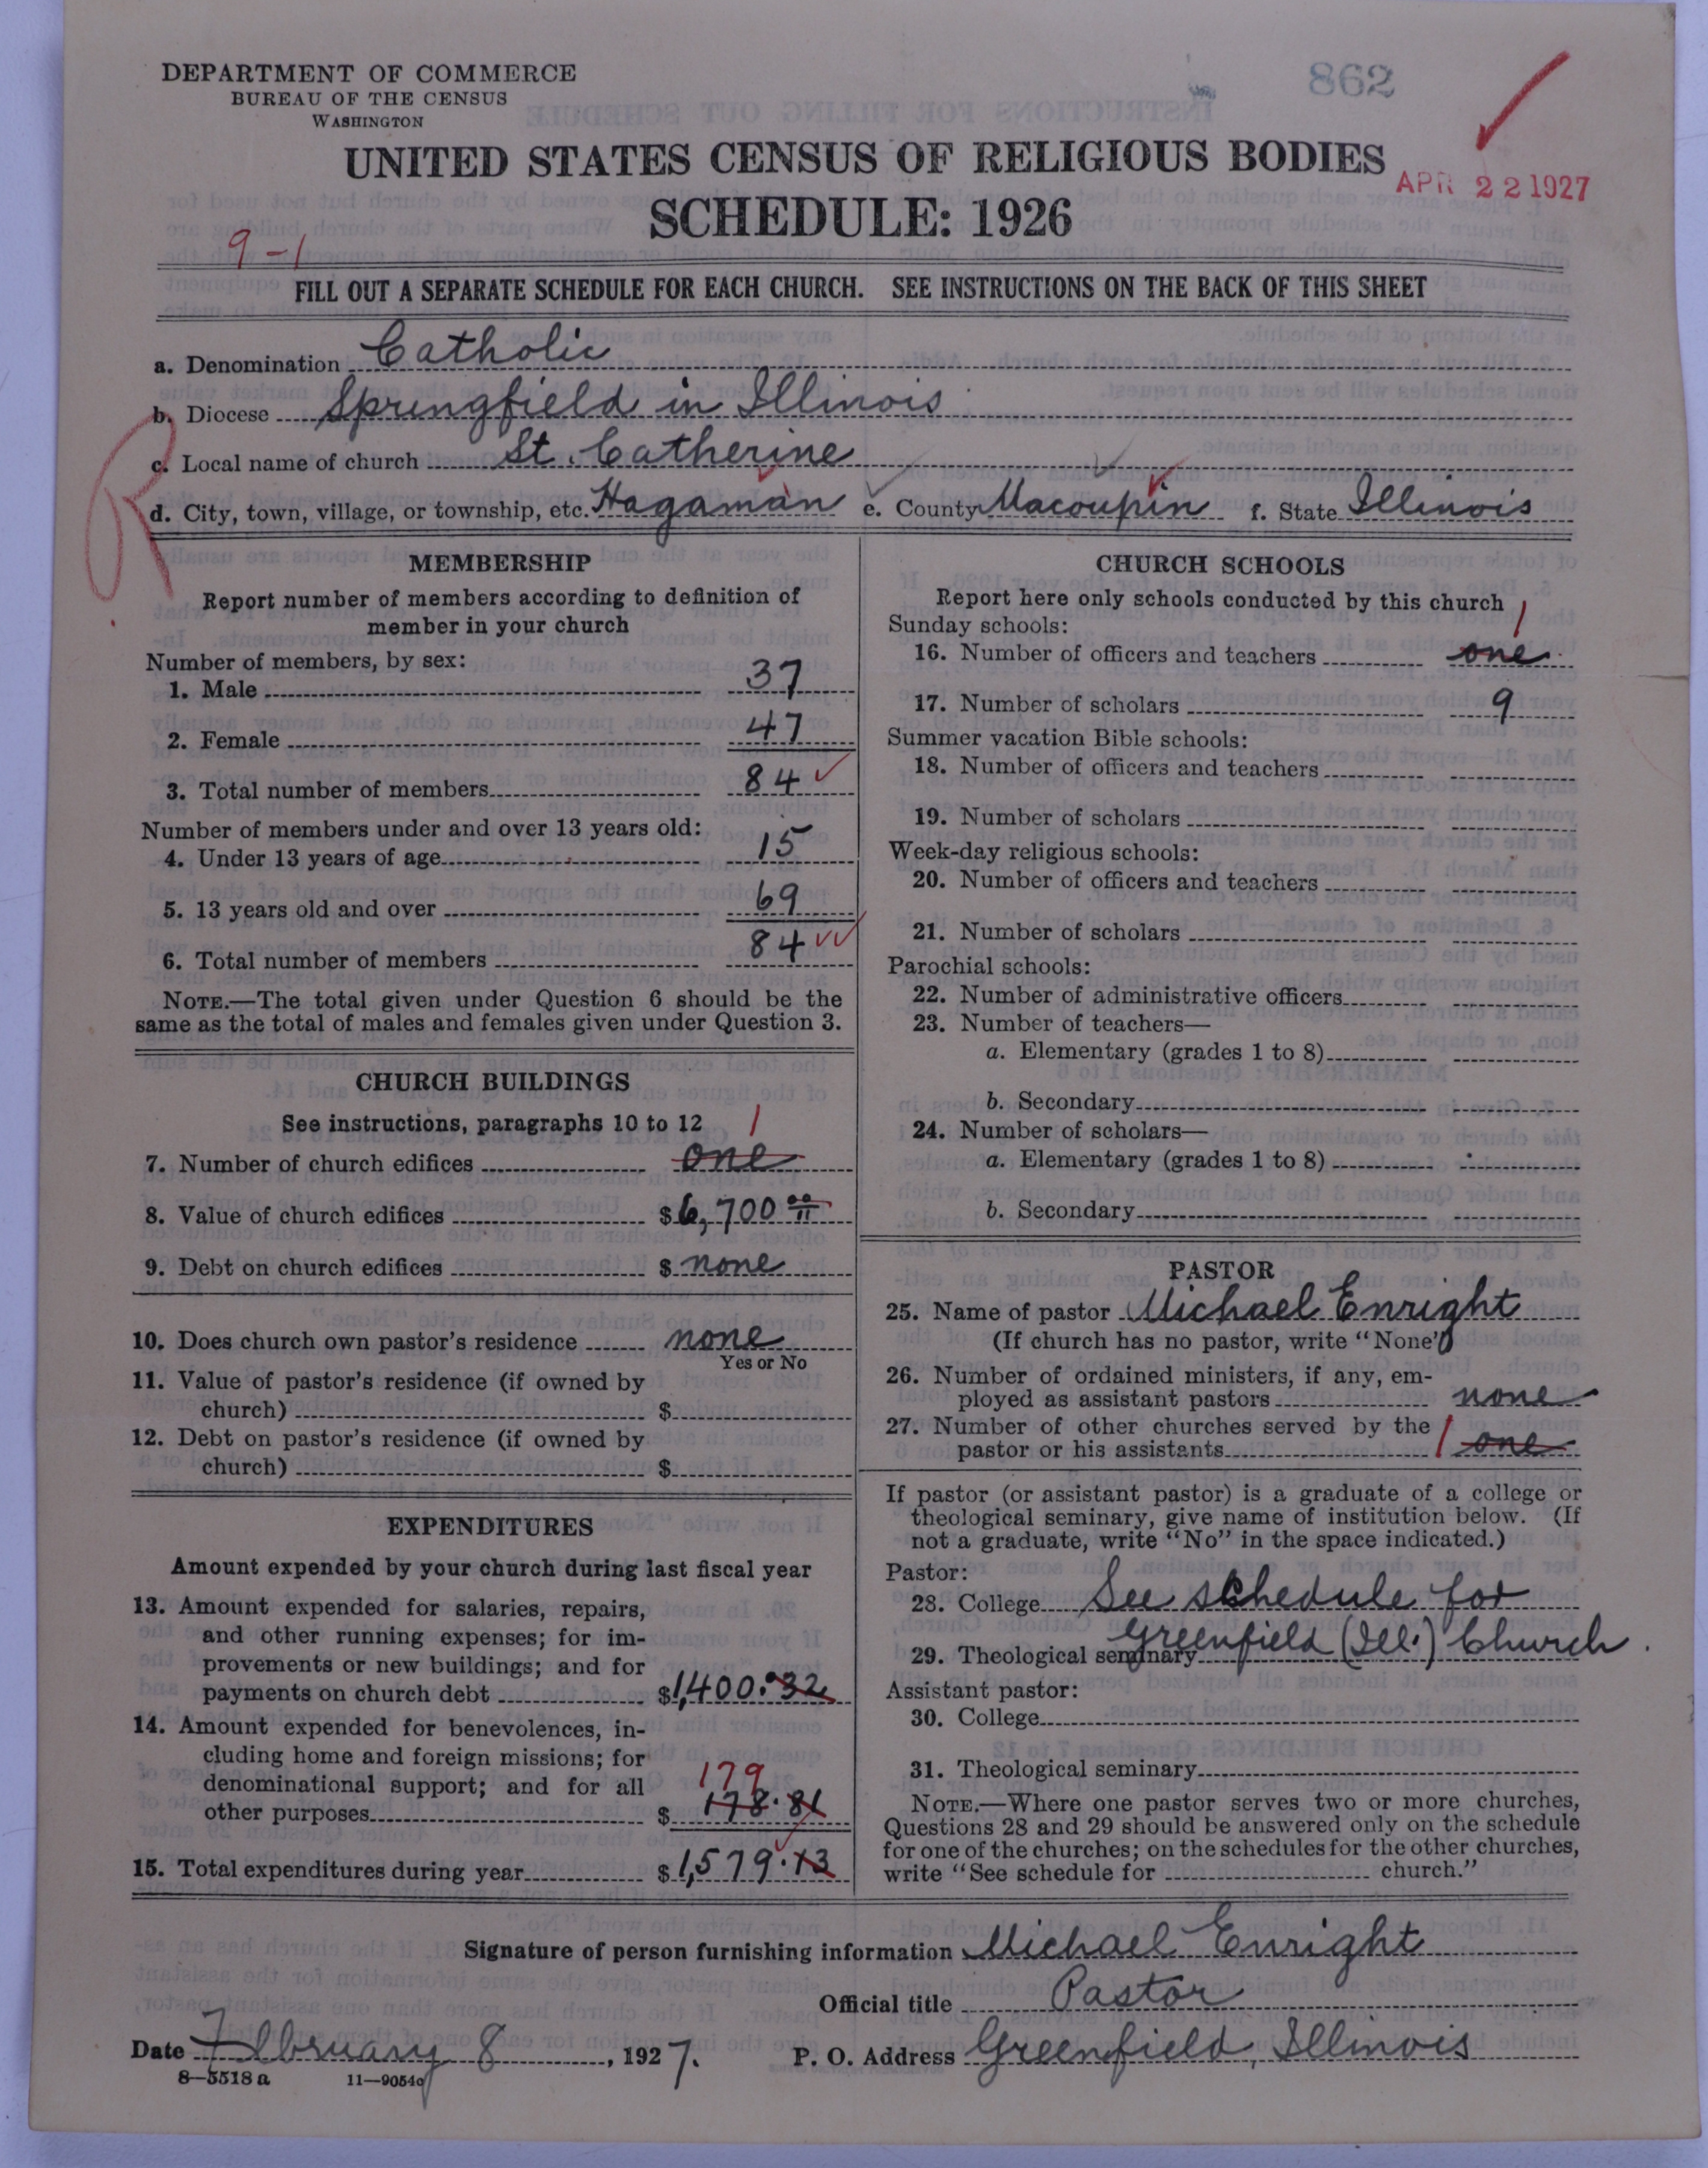 DEPARTMENT OF COMMERCE
BUREAU OF THE CENSUS
WASHINGTON
862
UNITED STATES CENSUS OF RELIGIOUS BODIES
APR 22 1927
SCHEDULE: 1926
9-1
FILL OUT A SEPARATE SCHEDULE FOR EACH CHURCH. SEE INSTRUCTIONS ON THE BACK OF THIS SHEET
a. Denomination Catholic
b. Diocese Springfield in Illinois
c. Local name of church St. Catherine
d. City, town, village, or township, etc. Hagaman e. County Macoupin f. State Illinois
R
MEMBERSHIP
Report number of members according to definition of
member in your church
Number of members, by sex:
1. Male 37
2. Female 47
3. Total number of members 84
Number of members under and over 13 years old:
4. Under 13 years of age 15
5. 13 years old and over 69
6. Total number of members 84
NOTE.—The total given under Question 6 should be the
same as the total of males and females given under Question 3.
CHURCH BUILDINGS
See instructions, paragraphs 10 to 12
1
7. Number of church edifices one
8. Value of church edifices $6,700 00
9. Debt on church edifices $ none
10. Does church own pastor's residence none
Yes or No
11. Value of pastor's residence (if owned by
church) $
12. Debt on pastor's residence (if owned by
church) $
EXPENDITURES
Amount expended by your church during last fiscal year
13. Amount expended for salaries, repairs,
and other running expenses; for im-
provements or new buildings; and for
payments on church debt $1,400.32
14. Amount expended for benevolences, in-
cluding home and foreign missions; for
denominational support; and for all
179
other purposes $ 178.81
15. Total expenditures during year $1,579.13
CHURCH SCHOOLS
Report here only schools conducted by this church
Sunday schools:
1
16. Number of officers and teachers one
17. Number of scholars 9
Summer vacation Bible schools:
18. Number of officers and teachers
19. Number of scholars
Week-day religious schools:
20. Number of officers and teachers
21. Number of scholars
Parochial schools:
22. Number of administrative officers
23. Number of teachers—
a. Elementary (grades 1 to 8)
b. Secondary
24. Number of scholars—
a. Elementary (grades 1 to 8)
b. Secondary
PASTOR
25. Name of pastor Michael Enright
(If church has no pastor, write "None")
26. Number of ordained ministers, if any, em-
ployed as assistant pastors none
27. Number of other churches served by the
pastor or his assistants 1 one
If pastor (or assistant pastor) is a graduate of a college or
theological seminary, give name of institution below. (If
not a graduate, write "No" in the space indicated.)
Pastor:
28. College See schedule for
29. Theological seminary Greenfield (Ill.) Church.
Assistant pastor:
30. College
31. Theological seminary
NOTE.—Where one pastor serves two or more churches,
Questions 28 and 29 should be answered only on the schedule
for one of the churches; on the schedules for the other churches,
write "See schedule for church."
Signature of person furnishing information Michael Enright
Official title Pastor
Date February 8, 1927. P. O. Address Greenfield, Illinois
8—5518 a 11—9054a